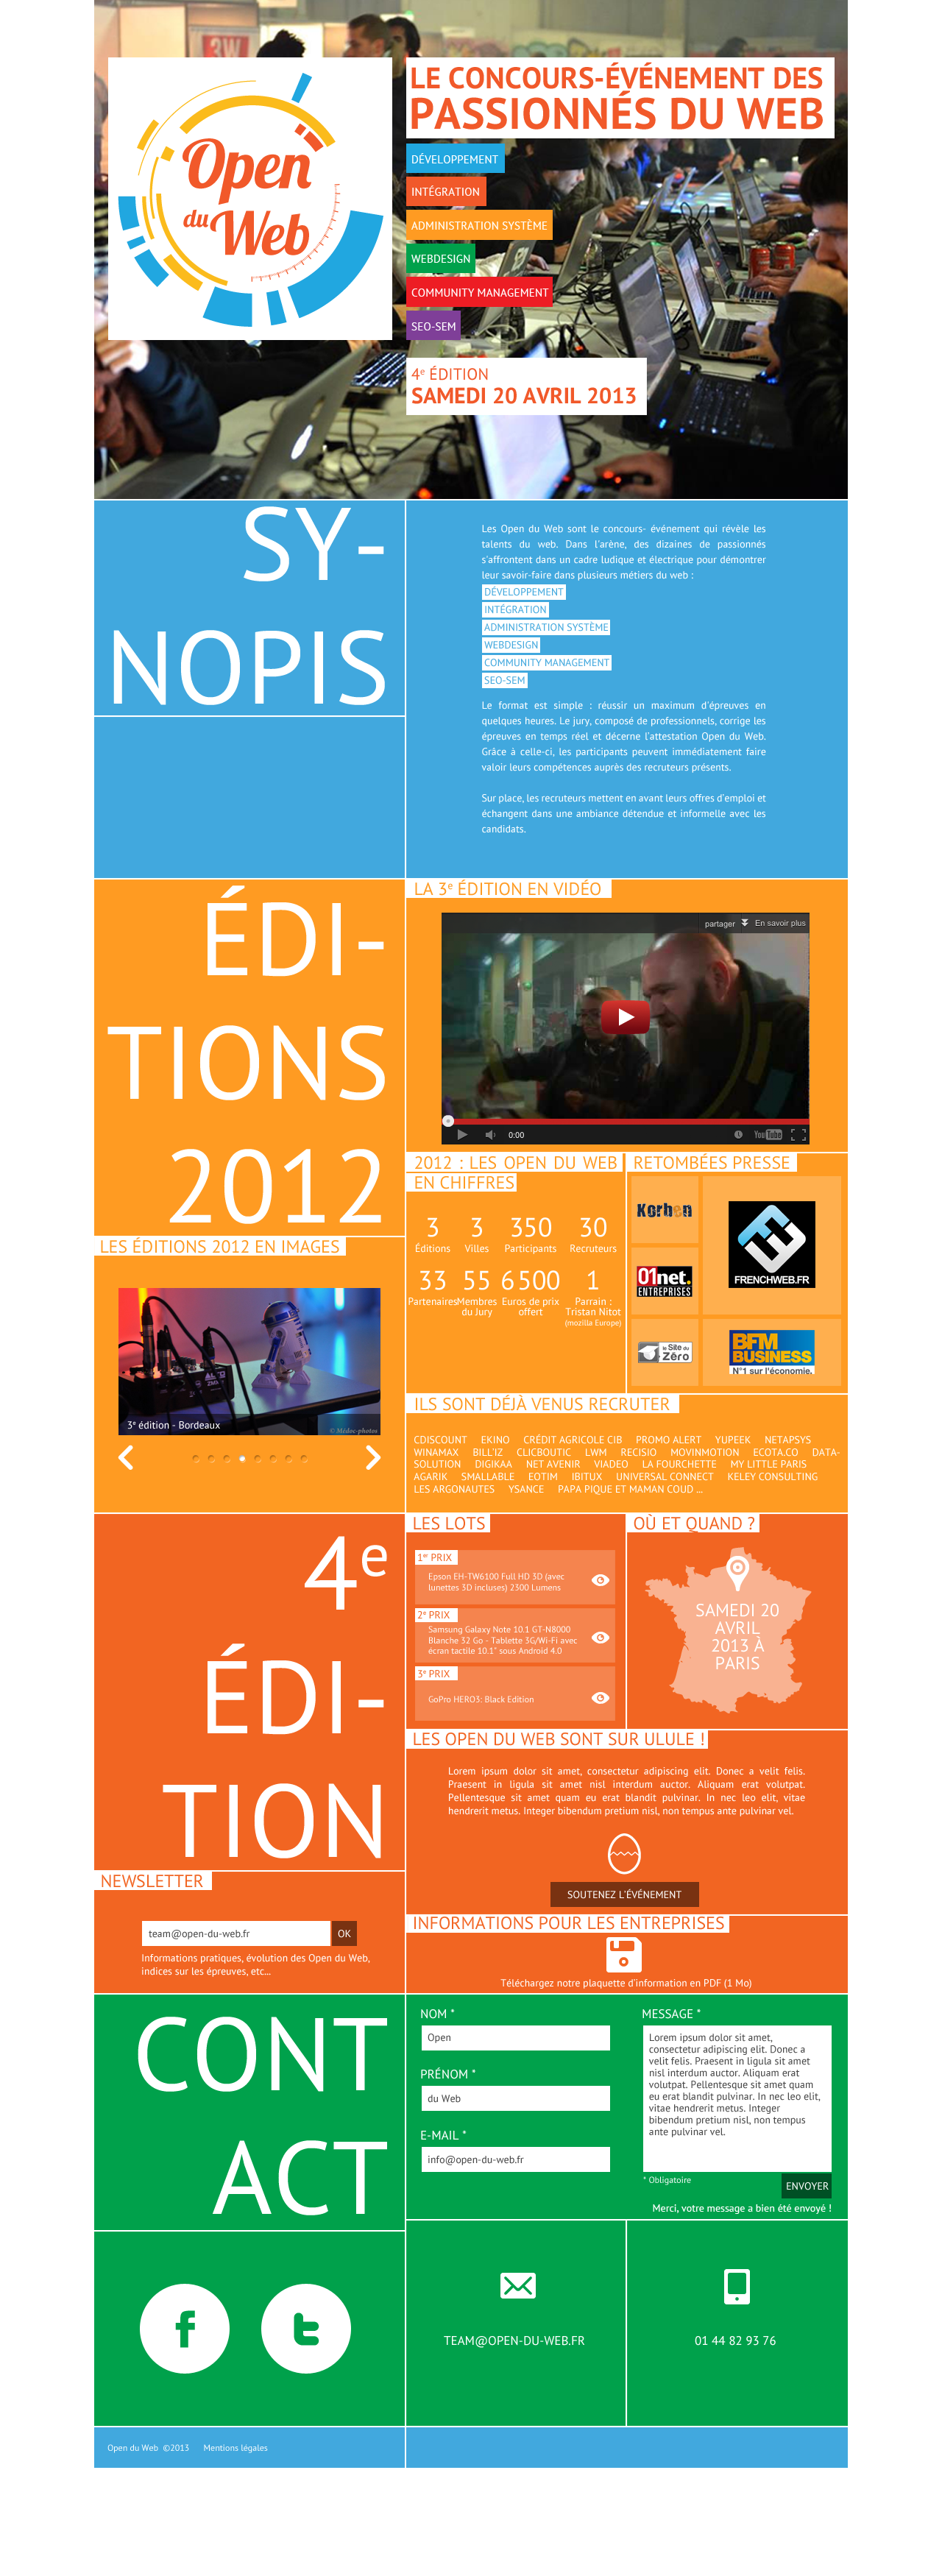 3W
Open
du Web
LE CONCOURS-ÉVÉNEMENT DES
PASSIONNÉS DU WEB
DÉVELOPPEMENT
INTÉGRATION
ADMINISTRATION SYSTÈME
WEBDESIGN
COMMUNITY MANAGEMENT
SEO-SEM
4e ÉDITION
SAMEDI 20 AVRIL 2013
SY-
NOPIS
Les Open du Web sont le concours- événement qui révèle les
talents du web. Dans l'arène, des dizaines de passionnés
s'affrontent dans un cadre ludique et électrique pour démontrer
leur savoir-faire dans plusieurs métiers du web :
DÉVELOPPEMENT
INTÉGRATION
ADMINISTRATION SYSTÈME
WEBDESIGN
COMMUNITY MANAGEMENT
SEO-SEM
Le format est simple : réussir un maximum d'épreuves en
quelques heures. Le jury, composé de professionnels, corrige les
épreuves en temps réel et décerne l'attestation Open du Web.
Grâce à celle-ci, les participants peuvent immédiatement faire
valoir leurs compétences auprès des recruteurs présents.
Sur place, les recruteurs mettent en avant leurs offres d'emploi et
échangent dans une ambiance détendue et informelle avec les
candidats.
ÉDI-
TIONS
2012
LA 3e ÉDITION EN VIDÉO
partager En savoir plus
0:00 YouTube
LES ÉDITIONS 2012 EN IMAGES
3e édition - Bordeaux
© Médoc-photos
2012 : LES OPEN DU WEB
EN CHIFFRES
3 3 350 30
Éditions Villes Participants Recruteurs
33 55 6 500 1
Partenaires Membres Euros de prix Parrain :
du Jury offert Tristan Nitot
(mozilla Europe)
RETOMBÉES PRESSE
Korben
FRENCHWEB.FR
01net.
ENTREPRISES
le Site du
Zéro
BFM
BUSINESS
N°1 sur l'économie.
ILS SONT DÉJÀ VENUS RECRUTER
CDISCOUNT EKINO CRÉDIT AGRICOLE CIB PROMO ALERT YUPEEK NETAPSYS
WINAMAX BILL'IZ CLICBOUTIC LWM RECISIO MOVINMOTION ECOTA.CO DATA-
SOLUTION DIGIKAA NET AVENIR VIADEO LA FOURCHETTE MY LITTLE PARIS
AGARIK SMALLABLE EOTIM IBITUX UNIVERSAL CONNECT KELEY CONSULTING
LES ARGONAUTES YSANCE PAPA PIQUE ET MAMAN COUD ...
4e
ÉDI-
TION
LES LOTS
1er PRIX
Epson EH-TW6100 Full HD 3D (avec
lunettes 3D incluses) 2300 Lumens
2e PRIX
Samsung Galaxy Note 10.1 GT-N8000
Blanche 32 Go - Tablette 3G/Wi-Fi avec
écran tactile 10.1" sous Android 4.0
3e PRIX
GoPro HERO3: Black Edition
OÙ ET QUAND ?
SAMEDI 20
AVRIL
2013 À
PARIS
LES OPEN DU WEB SONT SUR ULULE !
Lorem ipsum dolor sit amet, consectetur adipiscing elit. Donec a velit felis.
Praesent in ligula sit amet nisl interdum auctor. Aliquam erat volutpat.
Pellentesque sit amet quam eu erat blandit pulvinar. In nec leo elit, vitae
hendrerit metus. Integer bibendum pretium nisl, non tempus ante pulvinar vel.
SOUTENEZ L'ÉVÉNEMENT
NEWSLETTER
team@open-du-web.fr OK
Informations pratiques, évolution des Open du Web,
indices sur les épreuves, etc...
INFORMATIONS POUR LES ENTREPRISES
Téléchargez notre plaquette d'information en PDF (1 Mo)
CONT
ACT
NOM *
Open
PRÉNOM *
du Web
E-MAIL *
info@open-du-web.fr
MESSAGE *
Lorem ipsum dolor sit amet,
consectetur adipiscing elit. Donec a
velit felis. Praesent in ligula sit amet
nisl interdum auctor. Aliquam erat
volutpat. Pellentesque sit amet quam
eu erat blandit pulvinar. In nec leo elit,
vitae hendrerit metus. Integer
bibendum pretium nisl, non tempus
ante pulvinar vel.
* Obligatoire
ENVOYER
Merci, votre message a bien été envoyé !
TEAM@OPEN-DU-WEB.FR
01 44 82 93 76
Open du Web ©2013 Mentions légales